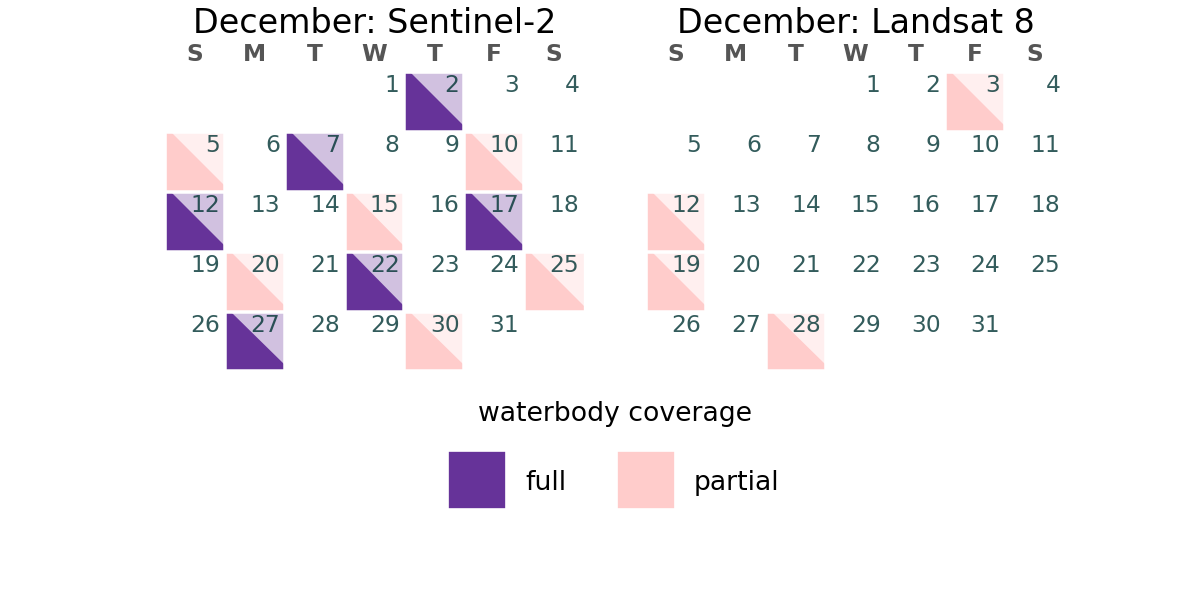 December: Sentinel-2
S M T W T F S
1 2 3 4
5 6 7 8 9 10 11
12 13 14 15 16 17 18
19 20 21 22 23 24 25
26 27 28 29 30 31
December: Landsat 8
S M T W T F S
1 2 3 4
5 6 7 8 9 10 11
12 13 14 15 16 17 18
19 20 21 22 23 24 25
26 27 28 29 30 31
waterbody coverage
full
partial